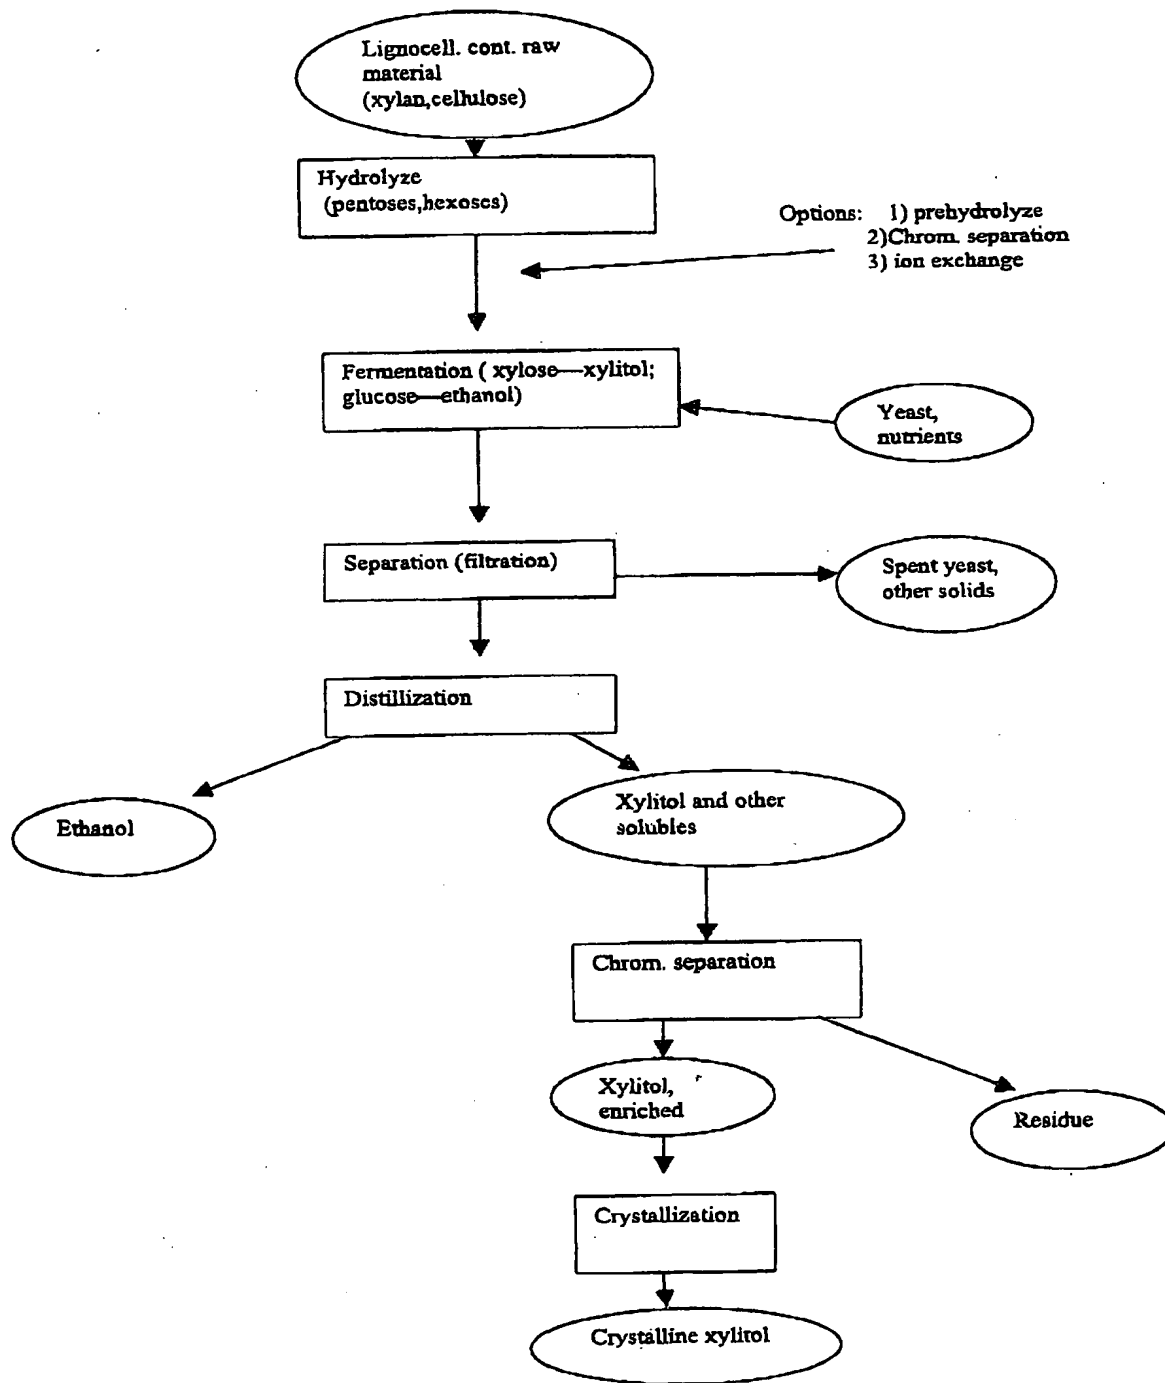 Lignocell. cont. raw
material
(xylan,cellulose)
Hydrolyze
(pentoses,hexoses)
Options: 1) prehydrolyze
2)Chrom. separation
3) ion exchange
Fermentation ( xylose—xylitol;
glucose—ethanol)
Yeast,
nutrients
Separation (filtration)
Spent yeast,
other solids
Distillization
Ethanol
Xylitol and other
solubles
Chrom. separation
Xylitol,
enriched
Residue
Crystallization
Crystalline xylitol